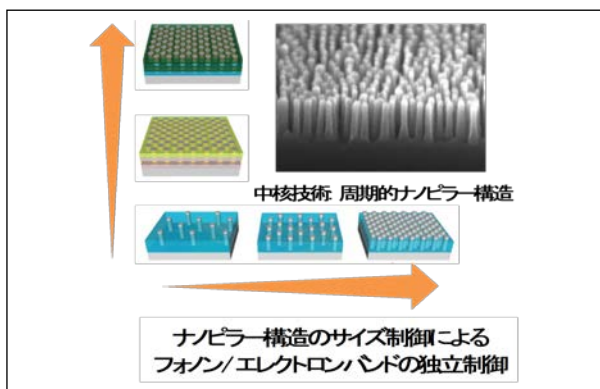 中核技術: 周期的ナノピラー構造
ナノピラー構造のサイズ制御による
フォノン/エレクトロンバンドの独立制御